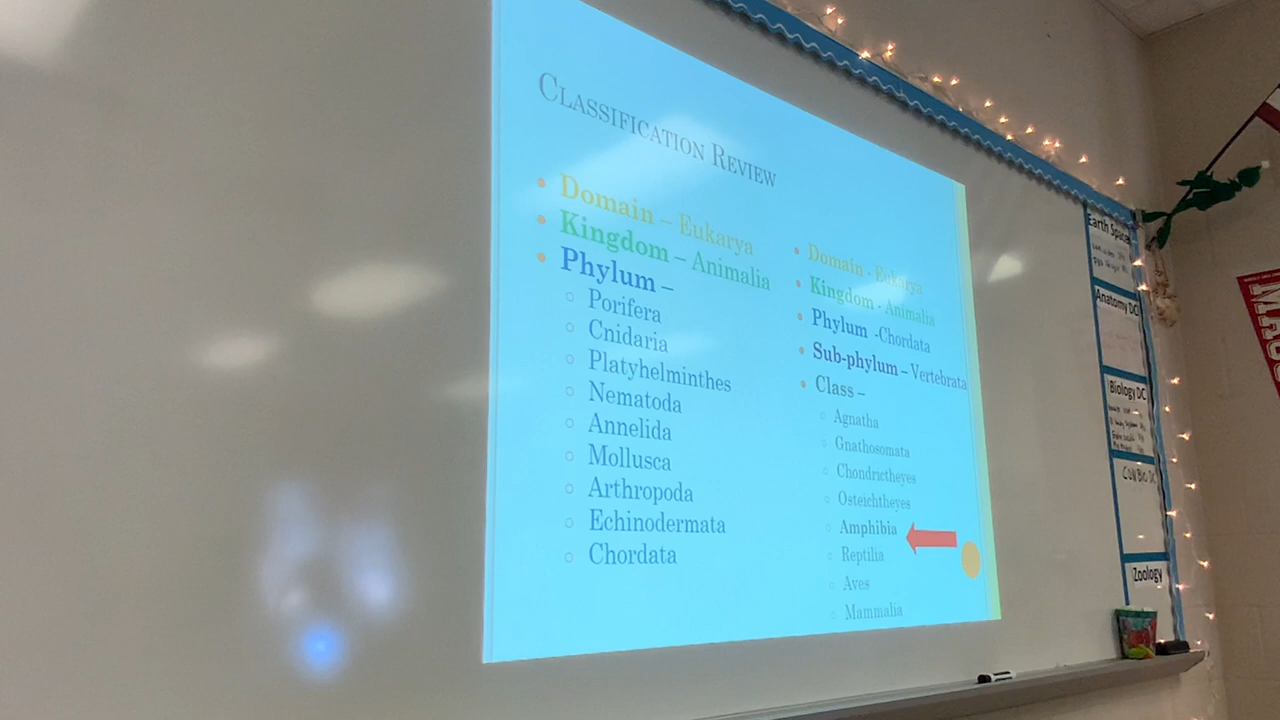 CLASSIFICATION REVIEW
Domain – Eukarya
Kingdom – Animalia
Phylum –
Porifera
Cnidaria
Platyhelminthes
Nematoda
Annelida
Mollusca
Arthropoda
Echinodermata
Chordata
Domain - Eukarya
Kingdom - Animalia
Phylum -Chordata
Sub-phylum – Vertebrata
Class –
Agnatha
Gnathosomata
Chondrictheyes
Osteichtheyes
Amphibia
Reptilia
Aves
Mammalia
Earth Space
Anatomy DC
Biology DC
Zoology